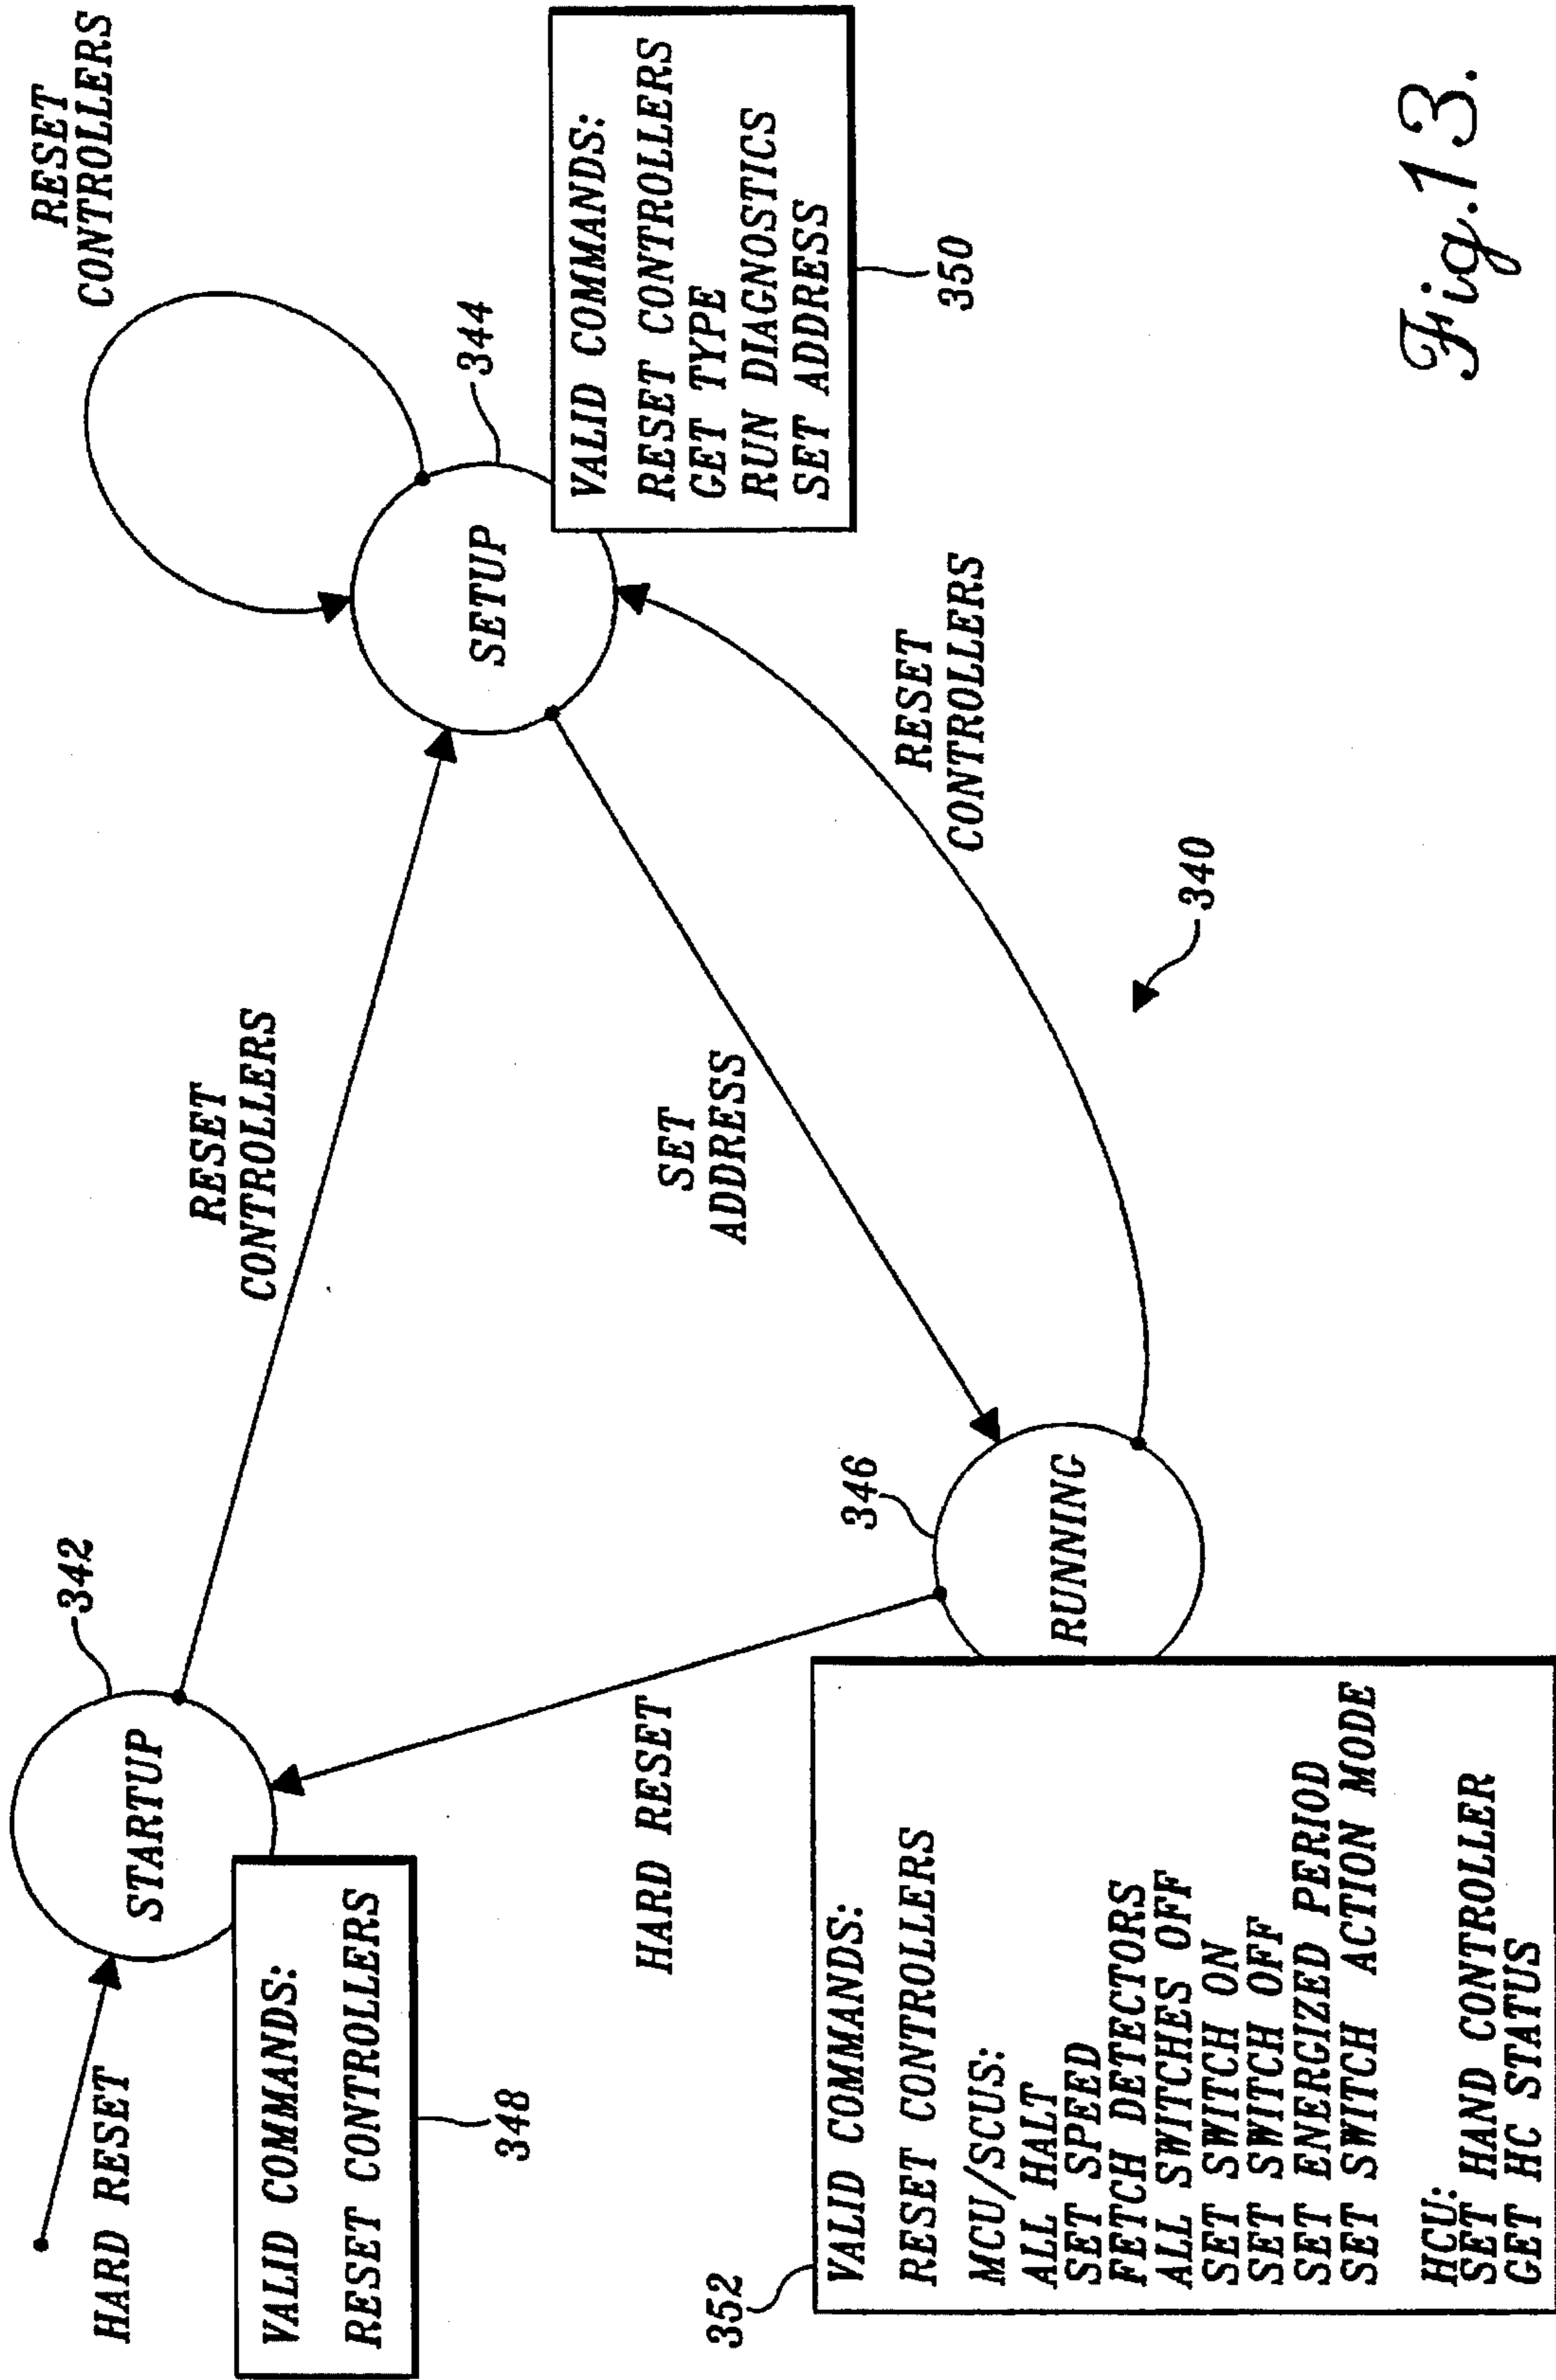 HARD RESET
STARTUP
342
VALID COMMANDS:
RESET CONTROLLERS
348
RESET
CONTROLLERS
RESET
CONTROLLERS
SETUP
344
VALID COMMANDS:
RESET CONTROLLERS
GET TYPE
RUN DIAGNOSTICS
SET ADDRESS
350
SET
ADDRESS
RESET
CONTROLLERS
HARD RESET
346
RUNNING
340
352
VALID COMMANDS:
RESET CONTROLLERS
MCU/SCUS:
ALL HALT
SET SPEED
FETCH DETECTORS
ALL SWITCHES OFF
SET SWITCH ON
SET SWITCH OFF
SET ENERGIZED PERIOD
SET SWITCH ACTION MODE
HCU:
SET HAND CONTROLLER
GET HC STATUS
Fig.13.